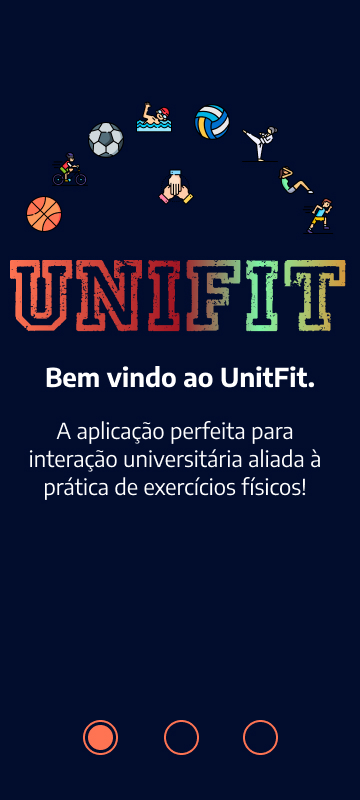 UNIFIT
Bem vindo ao UnitFit.
A aplicação perfeita para
interação universitária aliada à
prática de exercícios físicos!